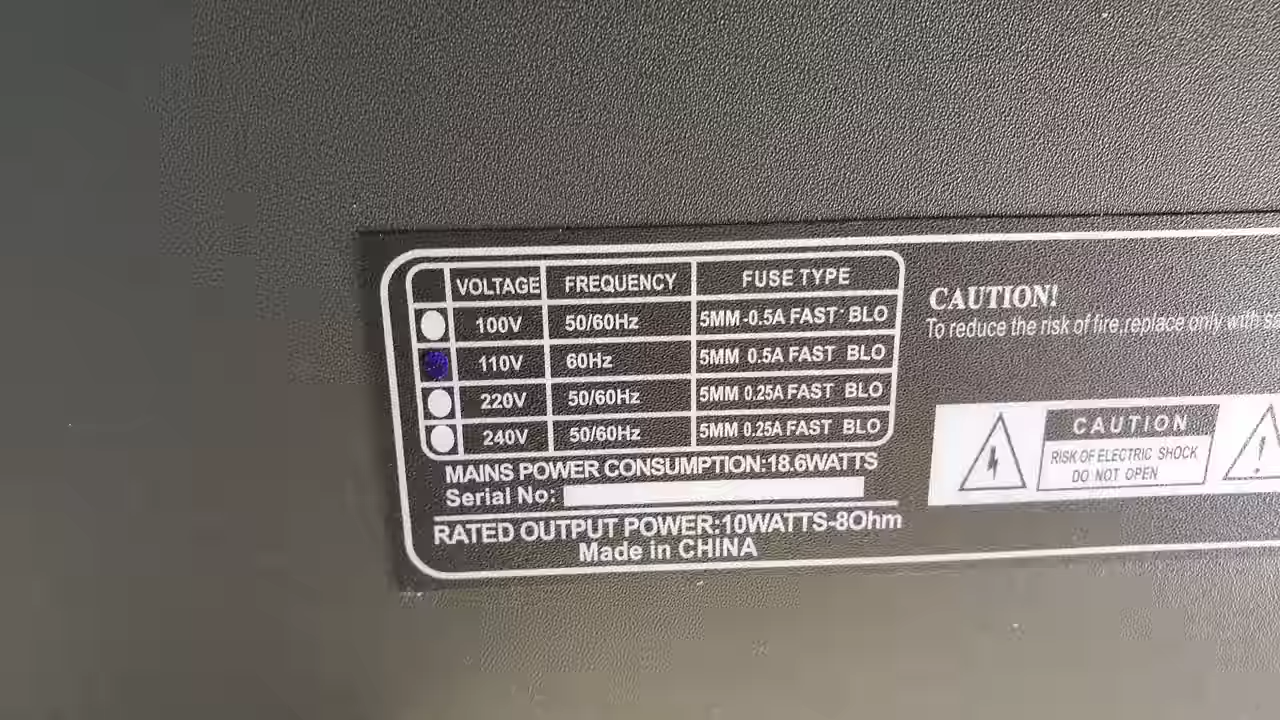 VOLTAGE FREQUENCY FUSE TYPE
100V 50/60Hz 5MM-0.5A FAST BLO
110V 60Hz 5MM 0.5A FAST BLO
220V 50/60Hz 5MM 0.25A FAST BLO
240V 50/60Hz 5MM 0.25A FAST BLO
MAINS POWER CONSUMPTION:18.6WATTS
Serial No:
RATED OUTPUT POWER:10WATTS-8Ohm
Made in CHINA
CAUTION!
To reduce the risk of fire,replace only with
CAUTION
RISK OF ELECTRIC SHOCK
DO NOT OPEN